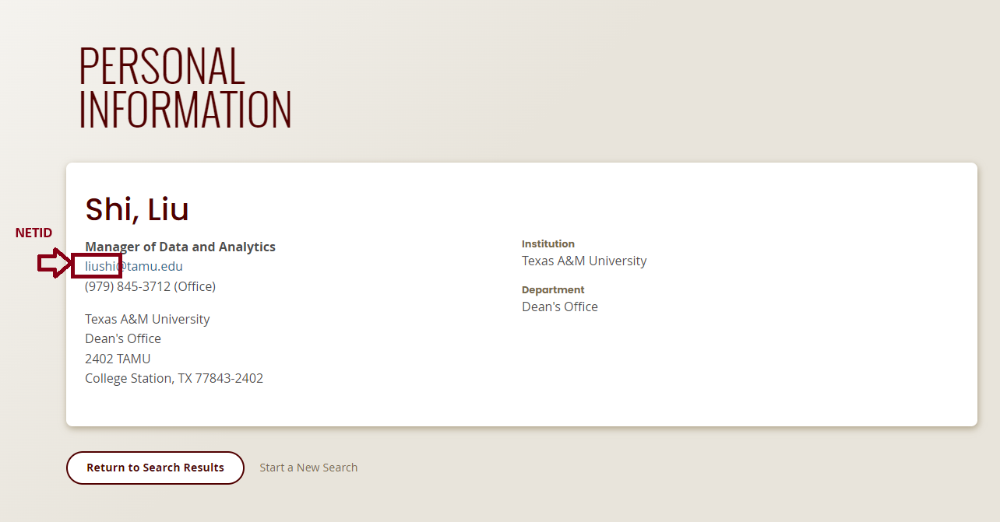 PERSONAL
INFORMATION
Shi, Liu
NETID
Manager of Data and Analytics
liushi@tamu.edu
(979) 845-3712 (Office)
Texas A&M University
Dean's Office
2402 TAMU
College Station, TX 77843-2402
Institution
Texas A&M University
Department
Dean's Office
Return to Search Results
Start a New Search